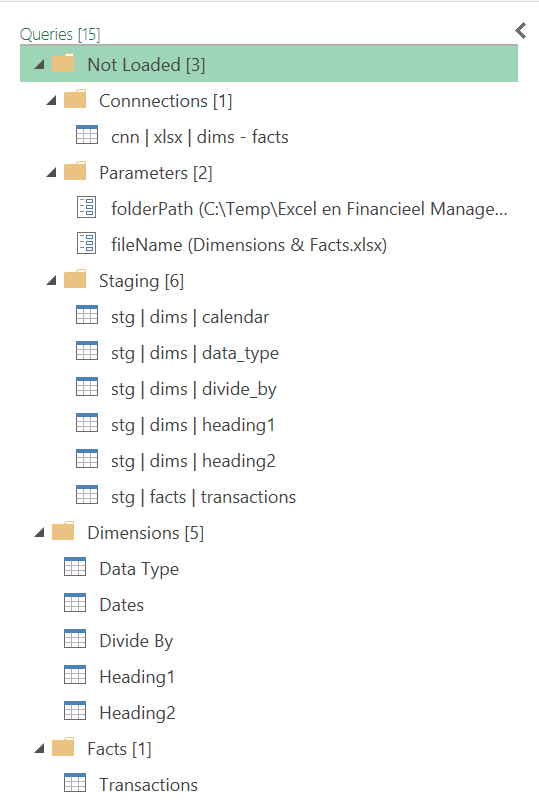 Queries [15]
Not Loaded [3]
Connnections [1]
cnn | xlsx | dims - facts
Parameters [2]
folderPath (C:\Temp\Excel en Financieel Manage...
fileName (Dimensions & Facts.xlsx)
Staging [6]
stg | dims | calendar
stg | dims | data_type
stg | dims | divide_by
stg | dims | heading1
stg | dims | heading2
stg | facts | transactions
Dimensions [5]
Data Type
Dates
Divide By
Heading1
Heading2
Facts [1]
Transactions